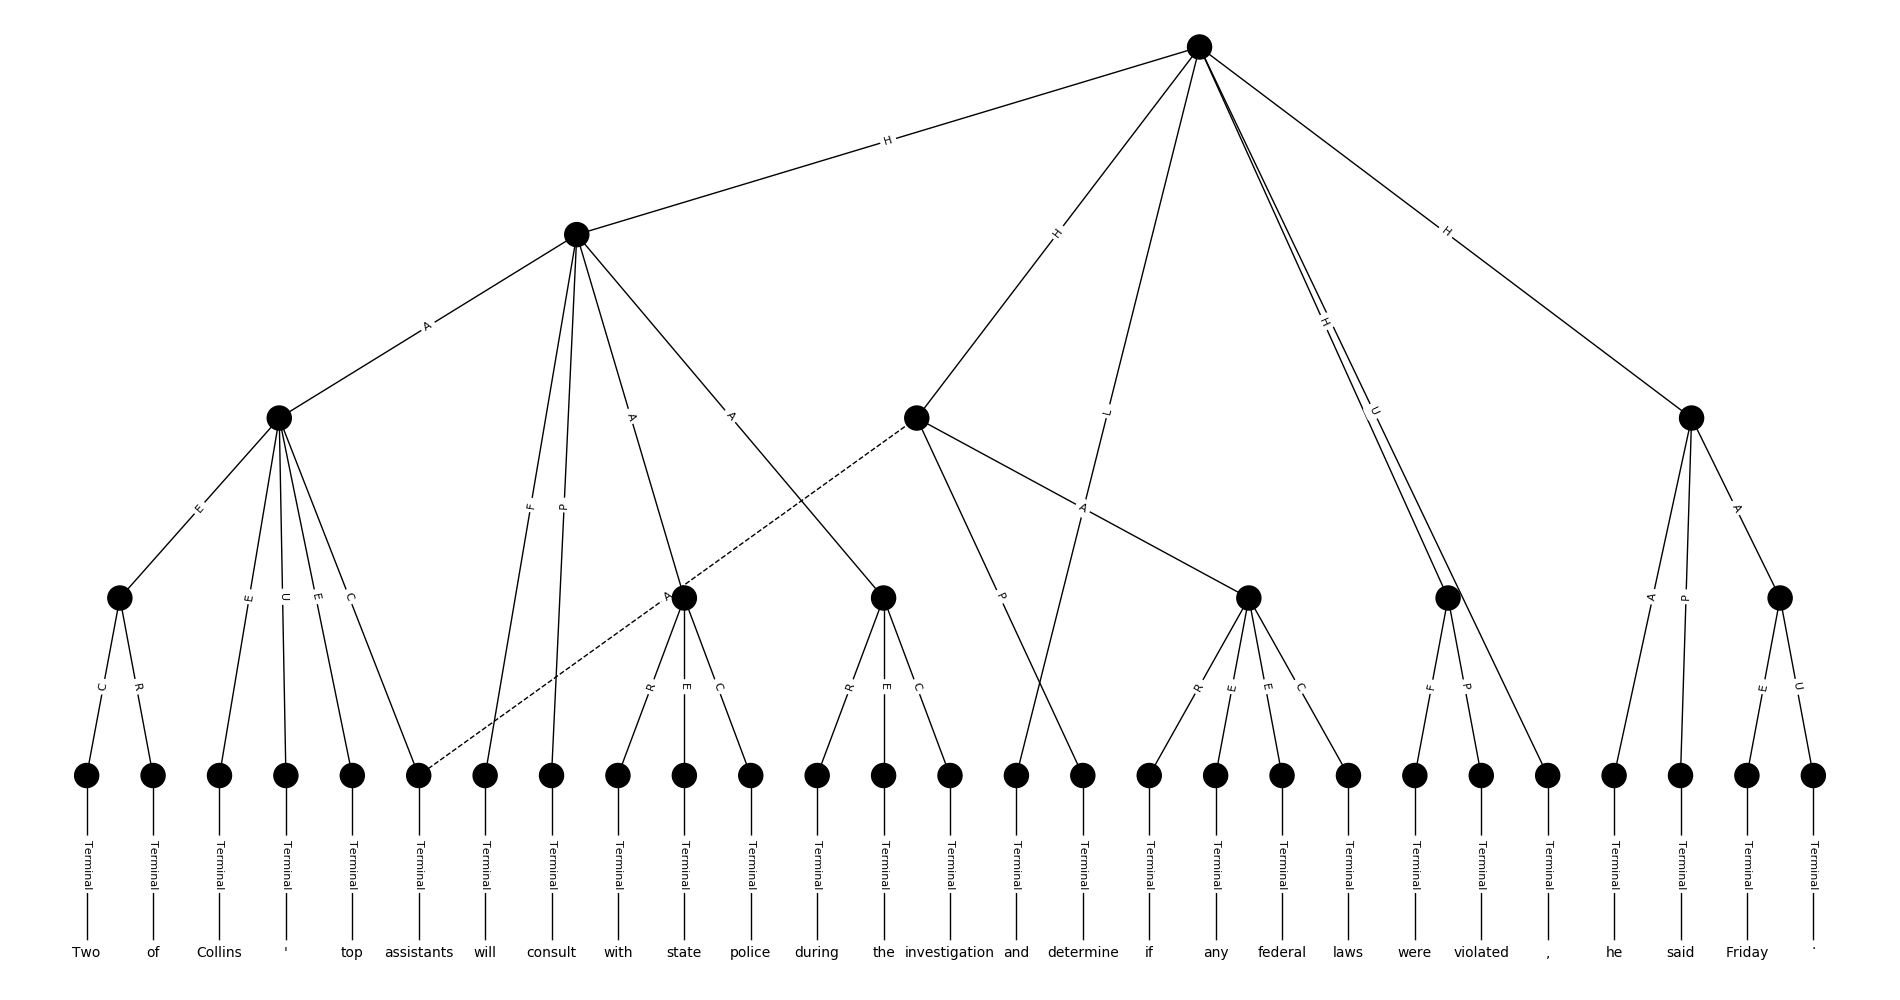 H
H
H
A
H
U
L
A
A
A
E
F
P
A
P
A
E
U
E
C
A
P
A
P
C
R
R
E
C
R
E
C
R
E
E
C
F
P
E
U
Terminal Terminal Terminal Terminal Terminal Terminal Terminal Terminal Terminal Terminal Terminal Terminal Terminal Terminal Terminal Terminal Terminal Terminal Terminal Terminal Terminal Terminal Terminal Terminal Terminal Terminal Terminal
Two of Collins ' top assistants will consult with state police during the investigation and determine if any federal laws were violated , he said Friday .